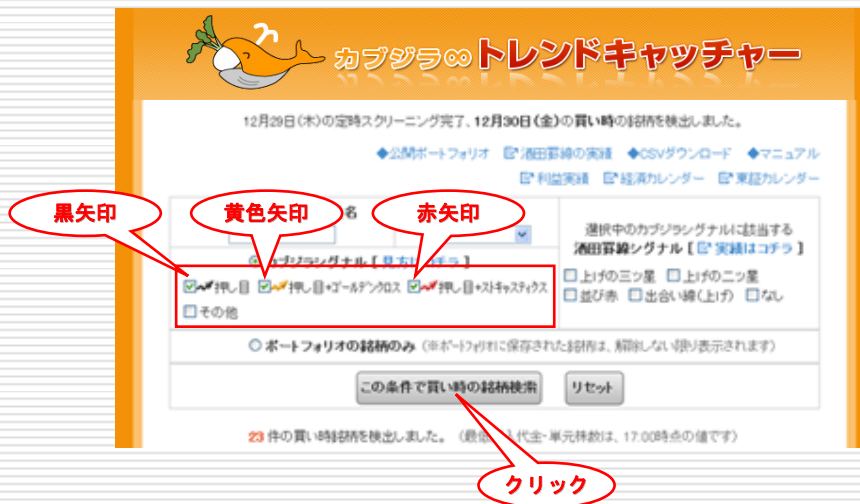 カブジラ∞トレンドキャッチャー
12月29日(木)の定時スクリーニング完了、12月30日(金)の買い時の銘柄を検出しました。
◆公開ポートフォリオ 酒田罫線の実績 ◆CSVダウンロード ◆マニュアル
利益実績 経済カレンダー 東証カレンダー
黒矢印 黄色矢印 名 赤矢印
選択中のカブジラシグナルに該当する
酒田罫線シグナル [ 実績はコチラ ]
カブジラシグナル [ 見方はコチラ ]
押し目 押し目+ゴールデンクロス 押し目+ストキャスティクス
その他
上げの三ツ星 上げの二ツ星
並び赤 出合い線(上げ) なし
ポートフォリオの銘柄のみ (※ポートフォリオに保存された銘柄は、解除しない限り表示されます)
この条件で買い時の銘柄検索 リセット
23 件の買い時銘柄を検出しました。 (最低 代金・単元株数は、17:00時点の値です)
クリック